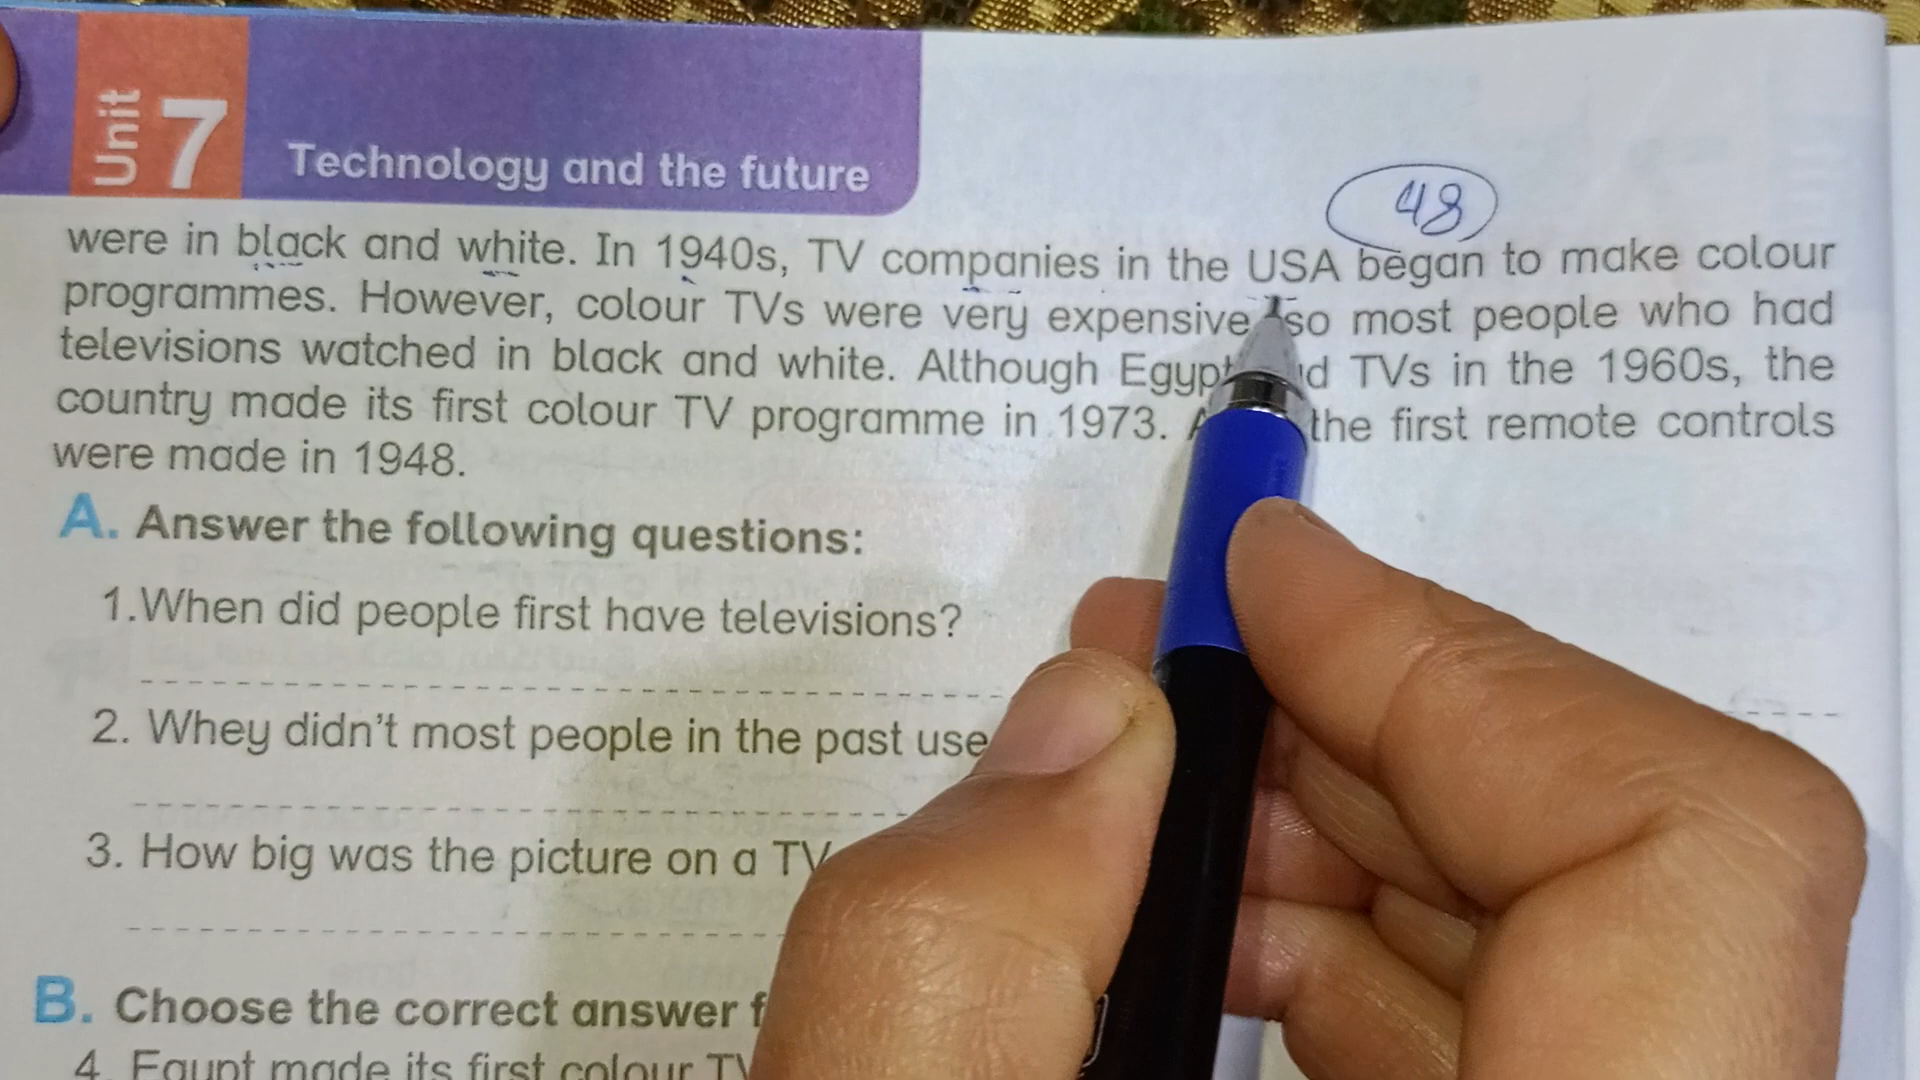 Unit 7 Technology and the future
48
were in black and white. In 1940s, TV companies in the USA began to make colour
programmes. However, colour TVs were very expensive so most people who had
televisions watched in black and white. Although Egypt TVs in the 1960s, the
country made its first colour TV programme in 1973. the first remote controls
were made in 1948.
A. Answer the following questions:
1.When did people first have televisions?
2. Whey didn't most people in the past use
3. How big was the picture on a TV
B. Choose the correct answer
4. Egypt made its first colour TV